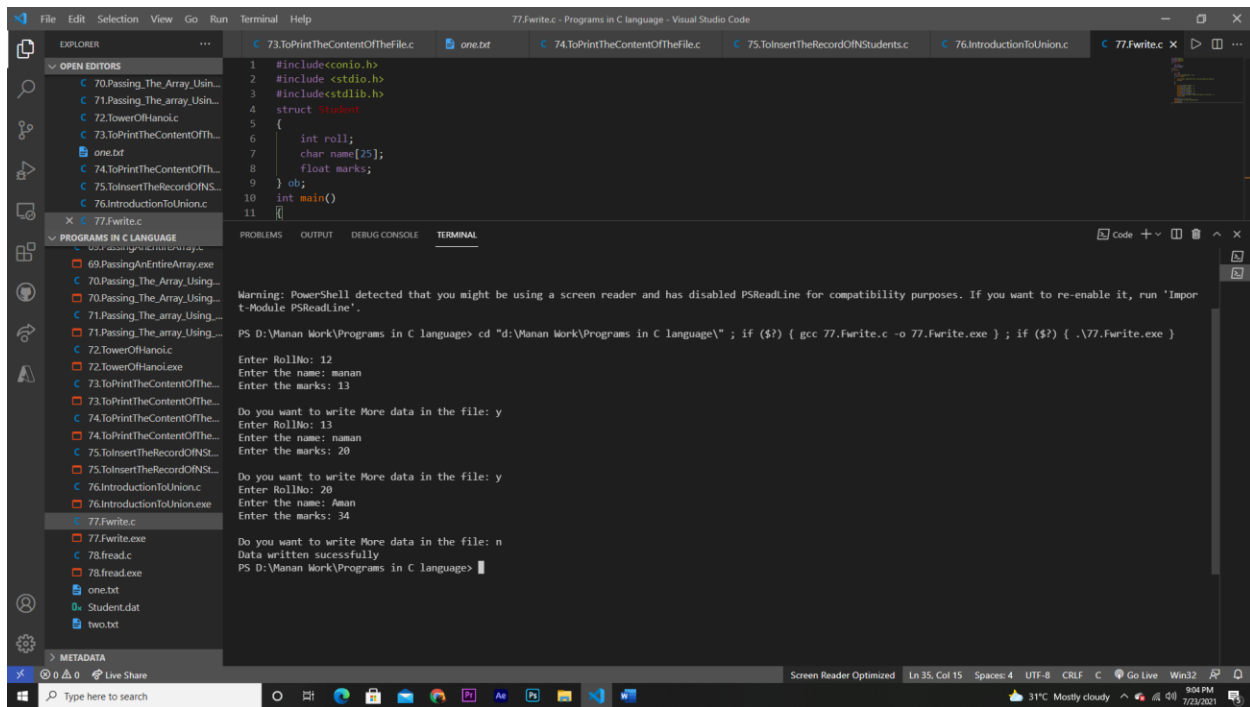 File Edit Selection View Go Run Terminal Help 77.Fwrite.c - Programs in C language - Visual Studio Code
EXPLORER
73.ToPrintTheContentOfTheFile.c one.txt 74.ToPrintTheContentOfTheFile.c 75.ToInsertTheRecordOfNStudents.c 76.IntroductionToUnion.c 77.Fwrite.c
OPEN EDITORS
70.Passing_The_Array_Usin...
71.Passing_The_array_Usin...
72.TowerOfHanoi.c
73.ToPrintTheContentOfTh...
one.txt
74.ToPrintTheContentOfTh...
75.ToInsertTheRecordOfNS...
76.IntroductionToUnion.c
77.Fwrite.c
PROGRAMS IN C LANGUAGE
69.PassingAnEntireArray.c
69.PassingAnEntireArray.exe
70.Passing_The_Array_Using...
70.Passing_The_Array_Using...
71.Passing_The_array_Using_...
71.Passing_The_array_Using_...
72.TowerOfHanoi.c
72.TowerOfHanoi.exe
73.ToPrintTheContentOfThe...
73.ToPrintTheContentOfThe...
74.ToPrintTheContentOfThe...
74.ToPrintTheContentOfThe...
75.ToInsertTheRecordOfNSt...
75.ToInsertTheRecordOfNSt...
76.IntroductionToUnion.c
76.IntroductionToUnion.exe
77.Fwrite.c
77.Fwrite.exe
78.fread.c
78.fread.exe
one.txt
Student.dat
two.txt
METADATA
1 #include<conio.h>
2 #include <stdio.h>
3 #include<stdlib.h>
4 struct Student
5 {
6 int roll;
7 char name[25];
8 float marks;
9 } ob;
10 int main()
11 {
PROBLEMS OUTPUT DEBUG CONSOLE TERMINAL Code
Warning: PowerShell detected that you might be using a screen reader and has disabled PSReadLine for compatibility purposes. If you want to re-enable it, run 'Impor
t-Module PSReadLine'.
PS D:\Manan Work\Programs in C language> cd "d:\Manan Work\Programs in C language\" ; if ($?) { gcc 77.Fwrite.c -o 77.Fwrite.exe } ; if ($?) { .\77.Fwrite.exe }
Enter RollNo: 12
Enter the name: manan
Enter the marks: 13
Do you want to write More data in the file: y
Enter RollNo: 13
Enter the name: naman
Enter the marks: 20
Do you want to write More data in the file: y
Enter RollNo: 20
Enter the name: Aman
Enter the marks: 34
Do you want to write More data in the file: n
Data written sucessfully
PS D:\Manan Work\Programs in C language>
0 0 Live Share Screen Reader Optimized Ln 35, Col 15 Spaces: 4 UTF-8 CRLF C Go Live Win32
Type here to search Pr Ae Ps 31°C Mostly cloudy 9:04 PM
7/23/2021